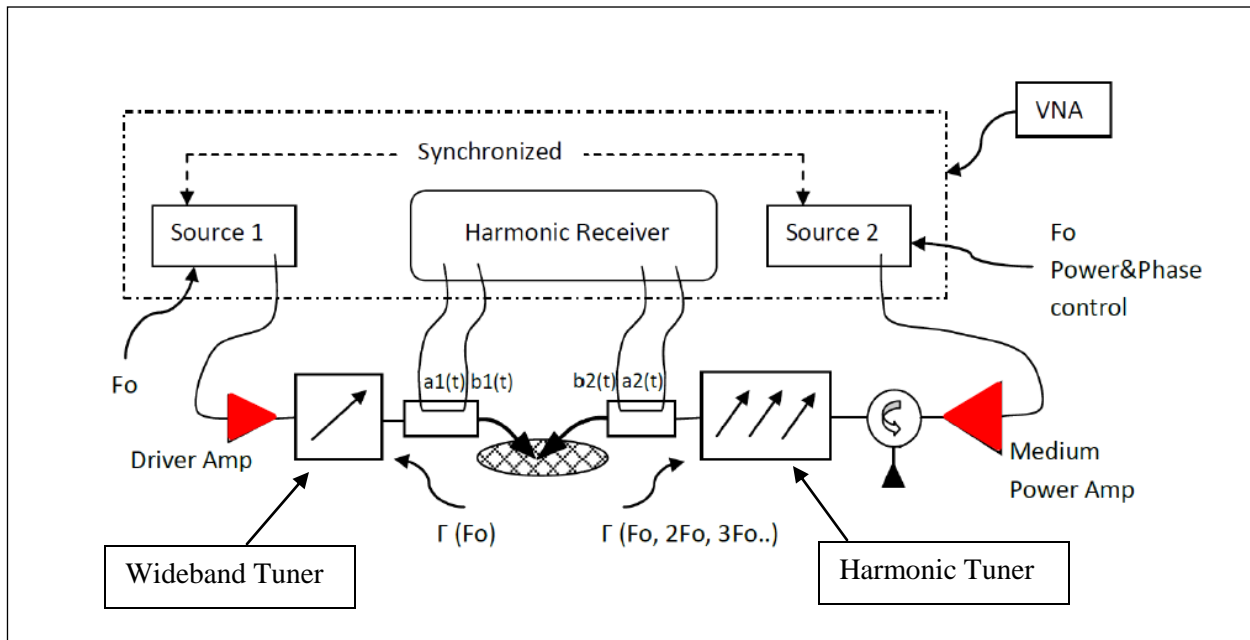 VNA
Synchronized
Source 1
Harmonic Receiver
Source 2
Fo
Power&Phase
control
Fo
a1(t) b1(t)
b2(t) a2(t)
Driver Amp
Medium
Power Amp
Γ (Fo)
Γ (Fo, 2Fo, 3Fo..)
Wideband Tuner
Harmonic Tuner